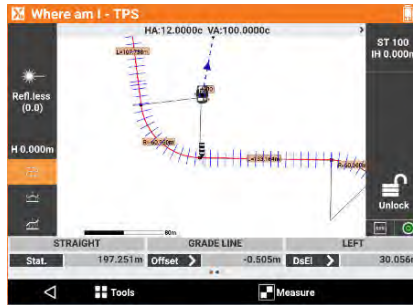 Where am I - TPS
HA:12.0000c VA:100.0000c
ST 100
IH 0.000m
Refl.less
(0.0)
H 0.000m
Unlock
80m
STRAIGHT GRADE LINE LEFT
Stat. 197.251m Offset -0.505m DsEl 30.056m
Tools Measure